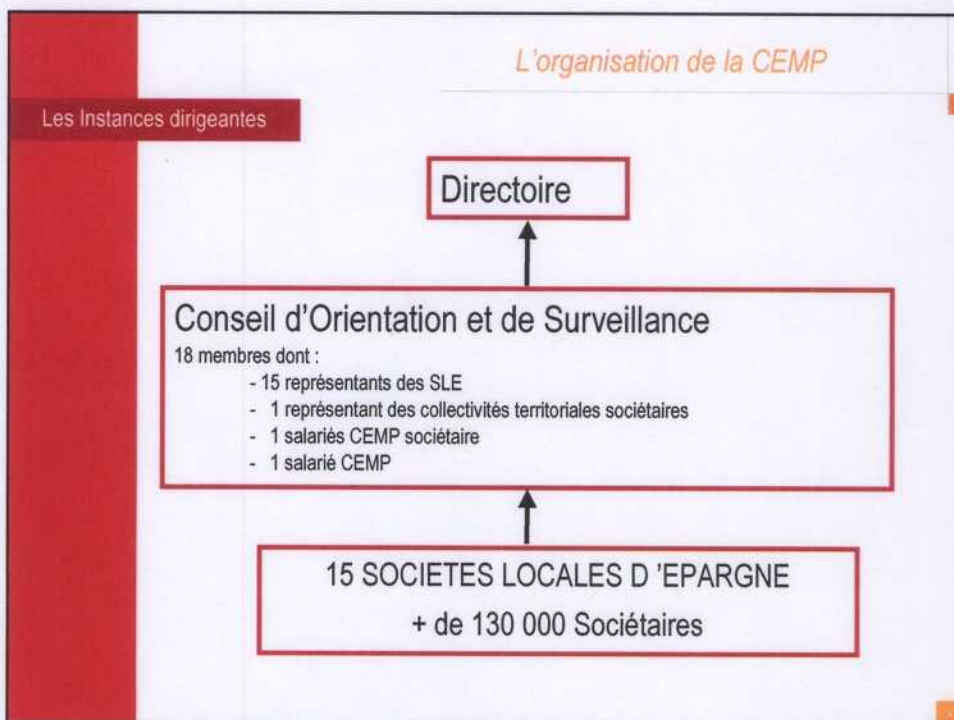 L'organisation de la CEMP
Les Instances dirigeantes
Directoire
Conseil d'Orientation et de Surveillance
18 membres dont :
- 15 représentants des SLE
- 1 représentant des collectivités territoriales sociétaires
- 1 salariés CEMP sociétaire
- 1 salarié CEMP
15 SOCIETES LOCALES D 'EPARGNE
+ de 130 000 Sociétaires